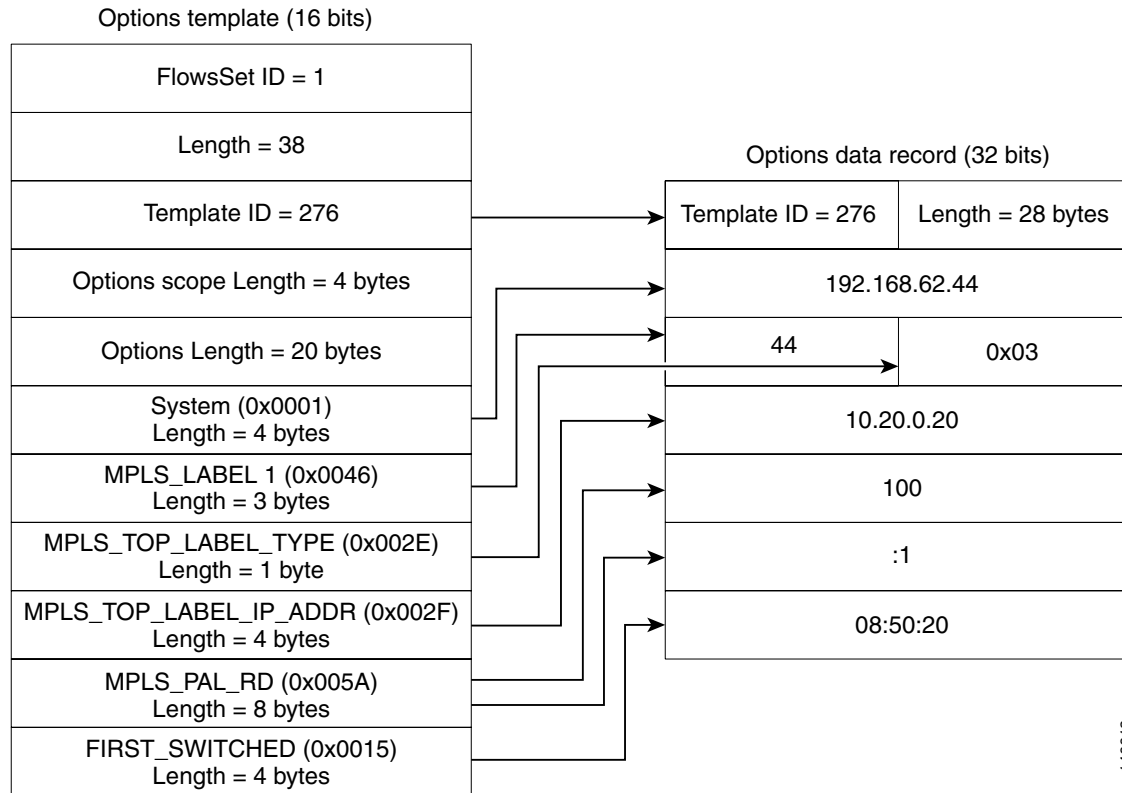 Options template (16 bits)
FlowsSet ID = 1
Length = 38
Template ID = 276
Options scope Length = 4 bytes
Options Length = 20 bytes
System (0x0001)
Length = 4 bytes
MPLS_LABEL 1 (0x0046)
Length = 3 bytes
MPLS_TOP_LABEL_TYPE (0x002E)
Length = 1 byte
MPLS_TOP_LABEL_IP_ADDR (0x002F)
Length = 4 bytes
MPLS_PAL_RD (0x005A)
Length = 8 bytes
FIRST_SWITCHED (0x0015)
Length = 4 bytes
Options data record (32 bits)
Template ID = 276
Length = 28 bytes
192.168.62.44
44
0x03
10.20.0.20
100
:1
08:50:20